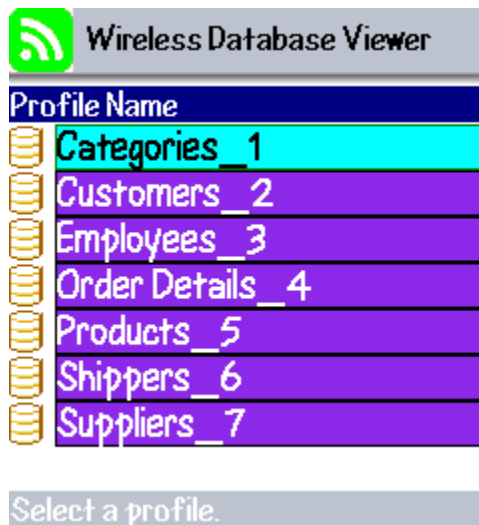 Wireless Database Viewer
Profile Name
Categories_1
Customers_2
Employees_3
Order Details_4
Products_5
Shippers_6
Suppliers_7
Select a profile.